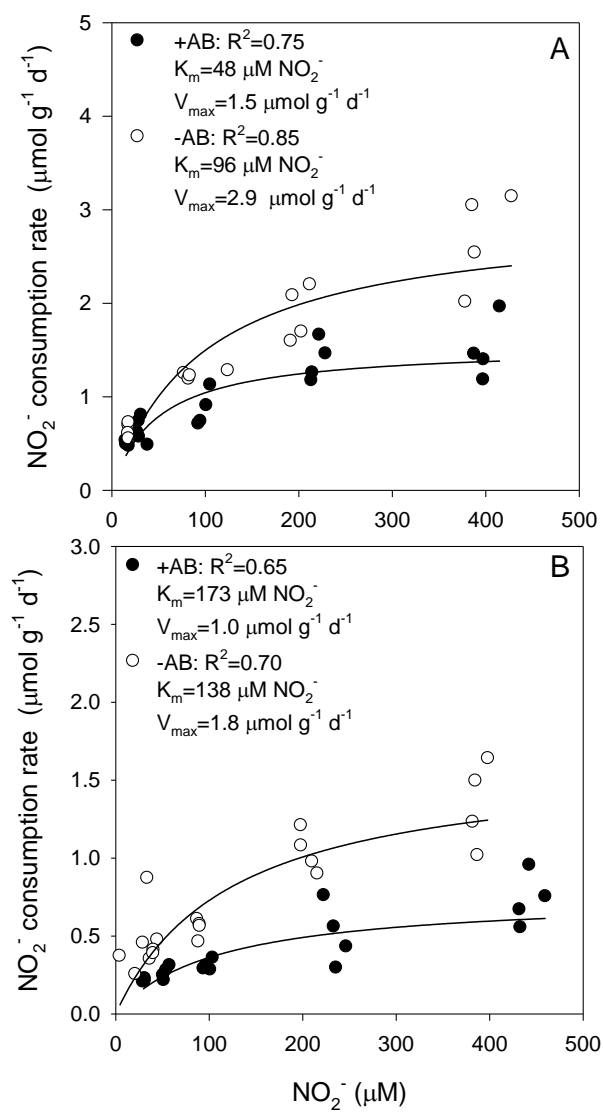 A
+AB: R²=0.75
Kₘ=48 μM NO₂⁻
Vₘₐₓ=1.5 μmol g⁻¹ d⁻¹
-AB: R²=0.85
Kₘ=96 μM NO₂⁻
Vₘₐₓ=2.9 μmol g⁻¹ d⁻¹
NO₂⁻ consumption rate (μmol g⁻¹ d⁻¹)
5
4
3
2
1
0
0 100 200 300 400 500
B
+AB: R²=0.65
Kₘ=173 μM NO₂⁻
Vₘₐₓ=1.0 μmol g⁻¹ d⁻¹
-AB: R²=0.70
Kₘ=138 μM NO₂⁻
Vₘₐₓ=1.8 μmol g⁻¹ d⁻¹
NO₂⁻ consumption rate (μmol g⁻¹ d⁻¹)
3.0
2.5
2.0
1.5
1.0
0.5
0.0
0 100 200 300 400 500
NO₂⁻ (μM)